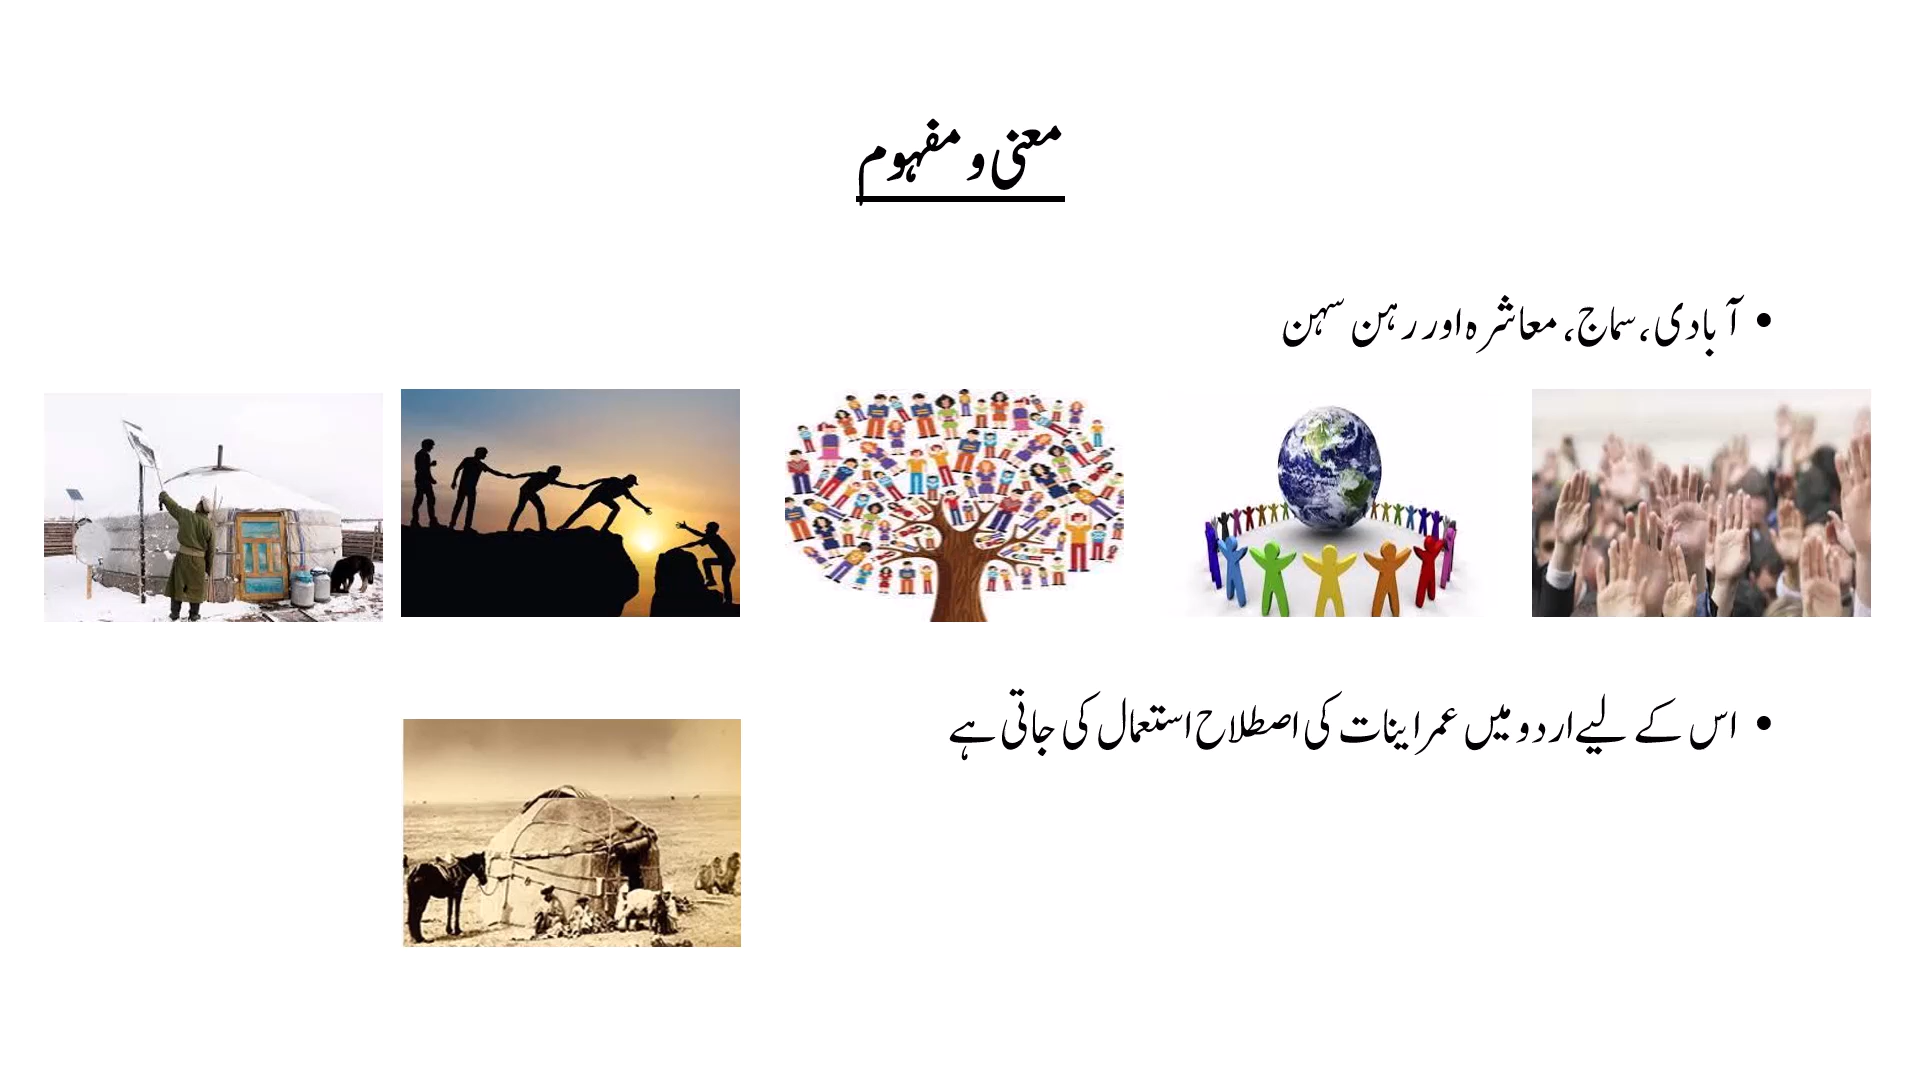 معنی و مفہوم
• آبادی، سماج، معاشرہ اور رہن سہن
• اس کے لیے اردو میں عمراینات کی اصطلاح استعمال کی جاتی ہے